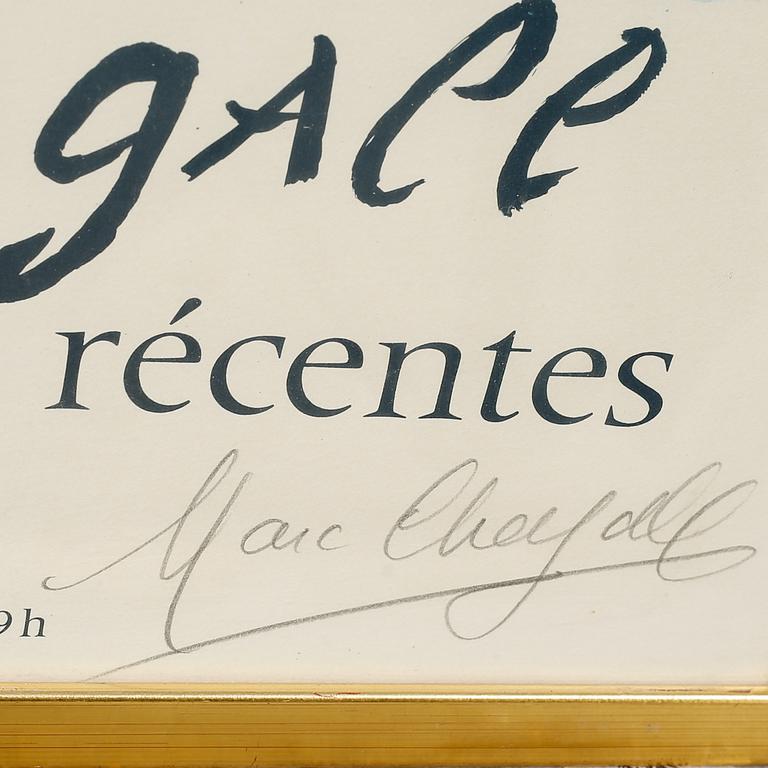 gall
récentes
Marc Chagall
9h